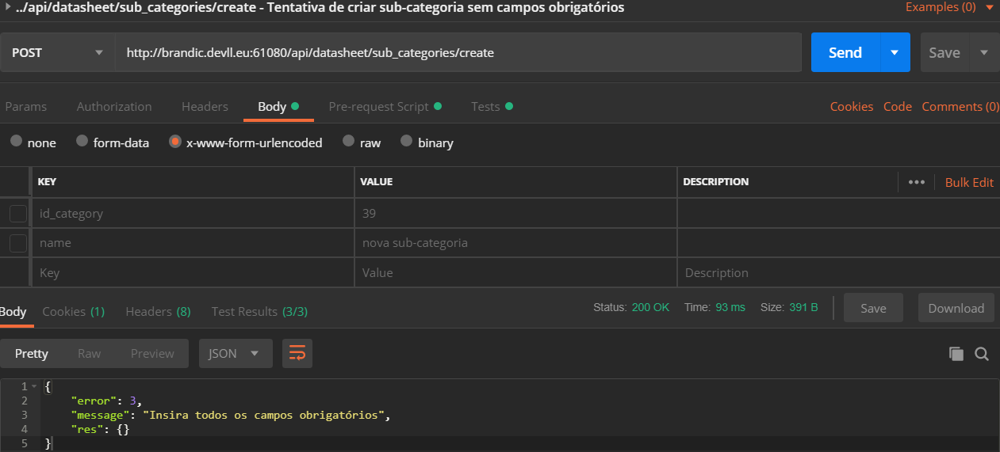 ../api/datasheet/sub_categories/create - Tentativa de criar sub-categoria sem campos obrigatórios Examples (0)
POST http://brandic.devll.eu:61080/api/datasheet/sub_categories/create Send Save
Params Authorization Headers Body Pre-request Script Tests Cookies Code Comments (0)
none form-data x-www-form-urlencoded raw binary
KEY VALUE DESCRIPTION ••• Bulk Edit
id_category 39
name nova sub-categoria
Key Value Description
Body Cookies (1) Headers (8) Test Results (3/3) Status: 200 OK Time: 93 ms Size: 391 B Save Download
Pretty Raw Preview JSON
1 {
2 "error": 3,
3 "message": "Insira todos os campos obrigatórios",
4 "res": {}
5 }